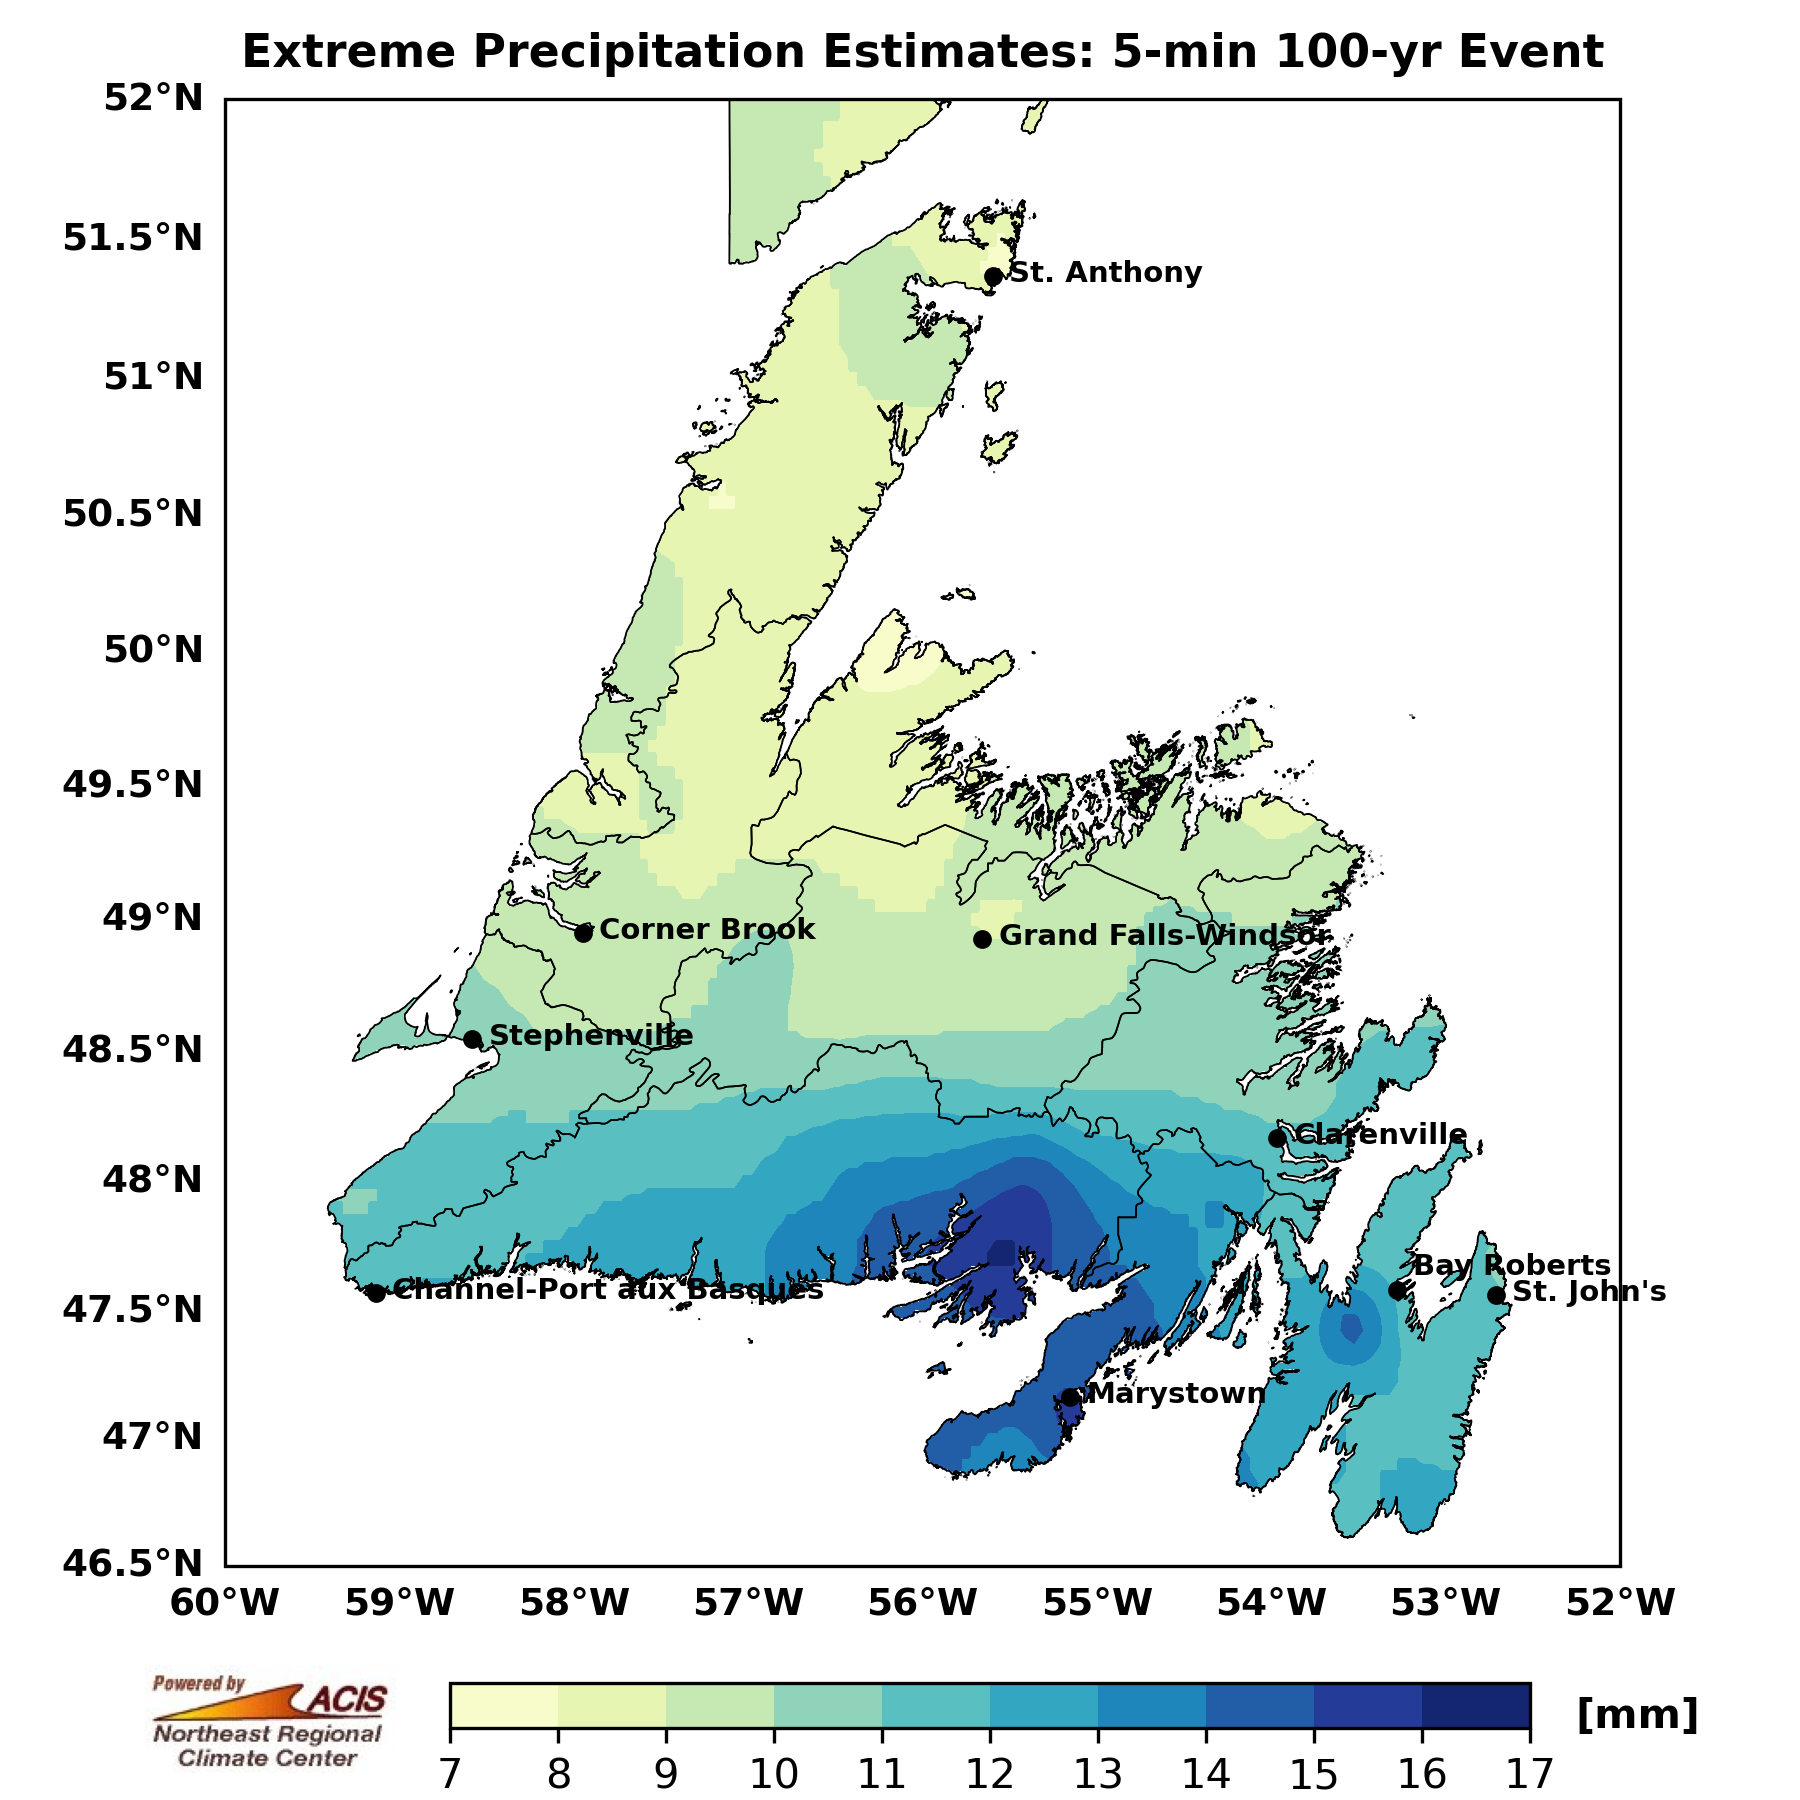 Extreme Precipitation Estimates: 5-min 100-yr Event
52°N
51.5°N
St. Anthony
51°N
50.5°N
50°N
49.5°N
49°N
Corner Brook
Grand Falls-Windsor
48.5°N
Stephenville
Clarenville
48°N
Bay Roberts
47.5°N
Channel-Port aux Basques
St. John's
Marystown
47°N
46.5°N
60°W 59°W 58°W 57°W 56°W 55°W 54°W 53°W 52°W
Powered by
ACIS
Northeast Regional
Climate Center
[mm]
7 8 9 10 11 12 13 14 15 16 17